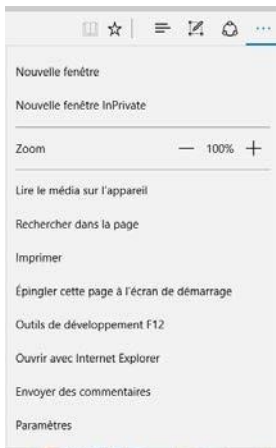 Nouvelle fenêtre
Nouvelle fenêtre InPrivate
Zoom — 100% +
Lire le média sur l'appareil
Rechercher dans la page
Imprimer
Épingler cette page à l'écran de démarrage
Outils de développement F12
Ouvrir avec Internet Explorer
Envoyer des commentaires
Paramètres